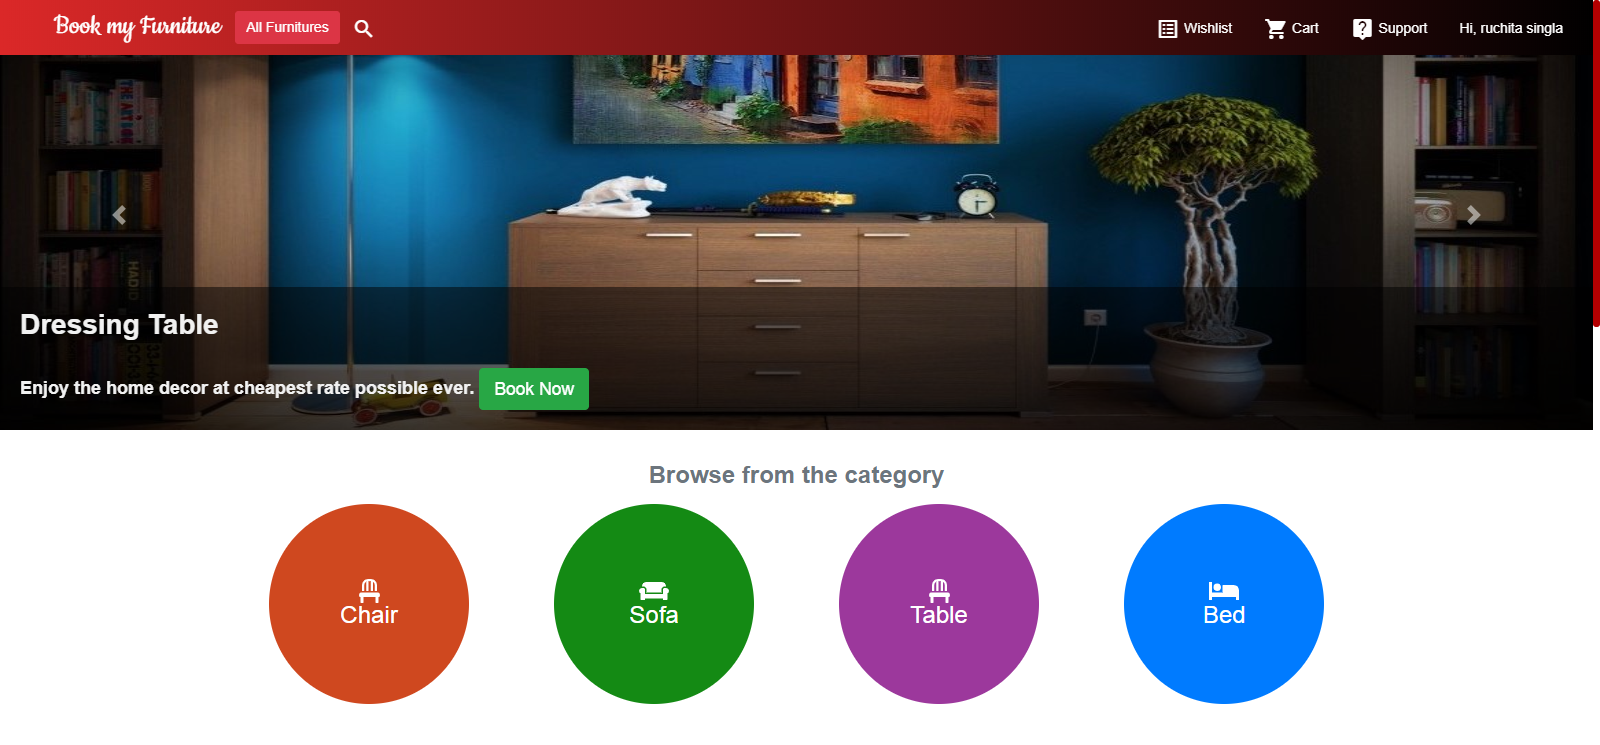 Book my Furniture
All Furnitures
Wishlist
Cart
Support
Hi, ruchita singla
Dressing Table
Enjoy the home decor at cheapest rate possible ever.
Book Now
Browse from the category
Chair
Sofa
Table
Bed